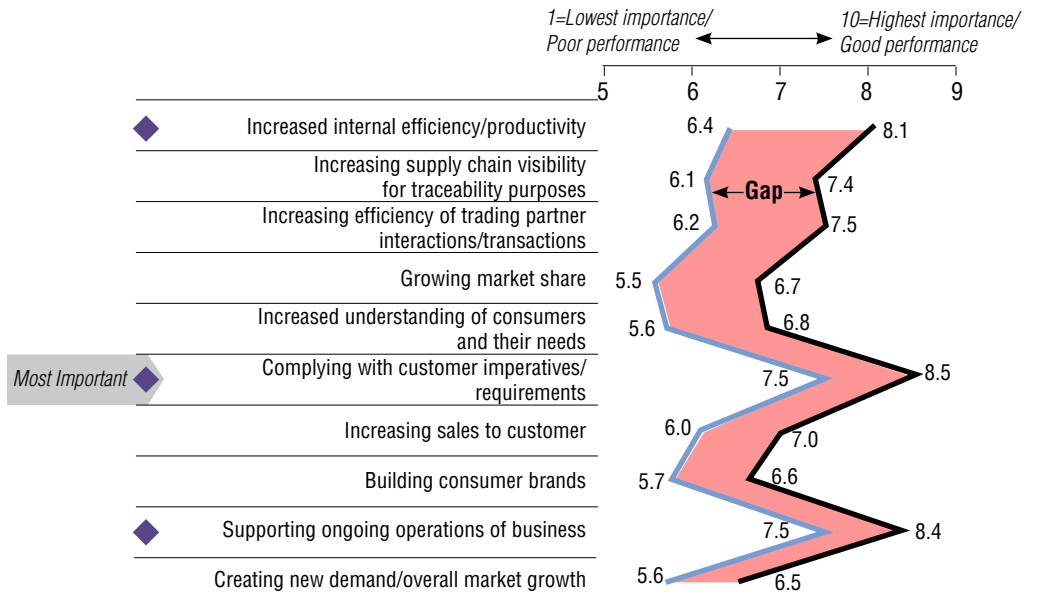 1=Lowest importance/ 10=Highest importance/
Poor performance Good performance
5 6 7 8 9
Increased internal efficiency/productivity 6.4 8.1
Increasing supply chain visibility
for traceability purposes 6.1 Gap 7.4
Increasing efficiency of trading partner
interactions/transactions 6.2 7.5
Growing market share 5.5 6.7
Increased understanding of consumers
and their needs 5.6 6.8
Most Important Complying with customer imperatives/
requirements 7.5 8.5
Increasing sales to customer 6.0 7.0
Building consumer brands 5.7 6.6
Supporting ongoing operations of business 7.5 8.4
Creating new demand/overall market growth 5.6 6.5